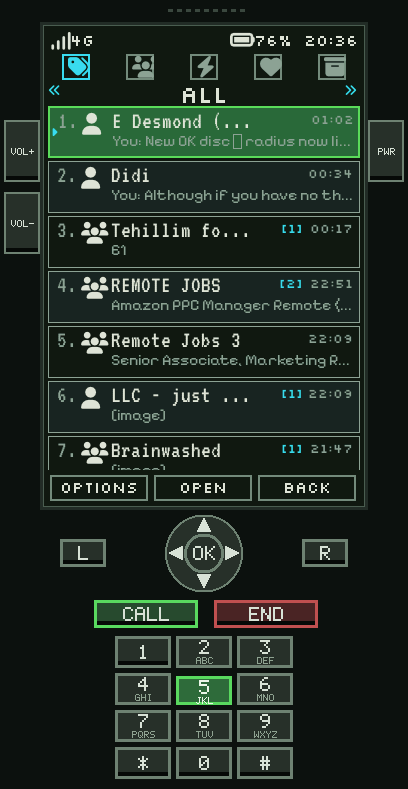 4G 76% 20:36
« »
ALL
1. E Desmond (... 01:02
You: New OK disc radius now li...
2. Didi 00:34
You: Although if you have no th...
3. Tehillim fo... [1] 00:17
61
4. REMOTE JOBS [2] 22:51
Amazon PPC Manager Remote (...
5. Remote Jobs 3 22:09
Senior Associate, Marketing R...
6. LLC - just ... [1] 22:09
(image)
7. Brainwashed [1] 21:47
(image)
OPTIONS OPEN BACK
VOL+
VOL-
PWR
L OK R
CALL END
1 2 ABC 3 DEF
4 GHI 5 JKL 6 MNO
7 PQRS 8 TUV 9 WXYZ
* 0 #